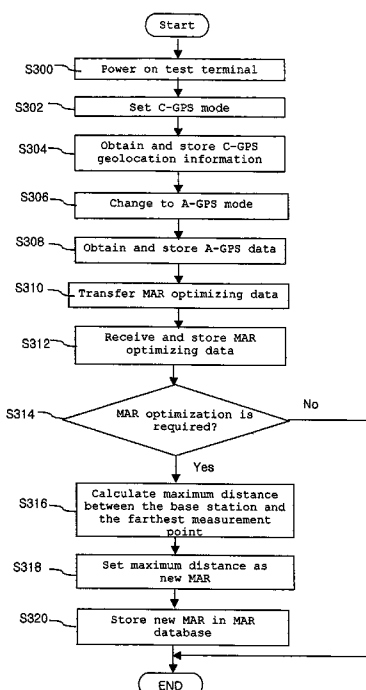 Start
S300
Power on test terminal
S302
Set C-GPS mode
S304
Obtain and store C-GPS
geolocation information
S306
Change to A-GPS mode
S308
Obtain and store A-GPS data
S310
Transfer MAR optimizing data
S312
Receive and store MAR
optimizing data
S314
MAR optimization is
required?
No
Yes
S316
Calculate maximum distance
between the base station and
the farthest measurement
point
S318
Set maximum distance as
new MAR
S320
Store new MAR in MAR
database
END